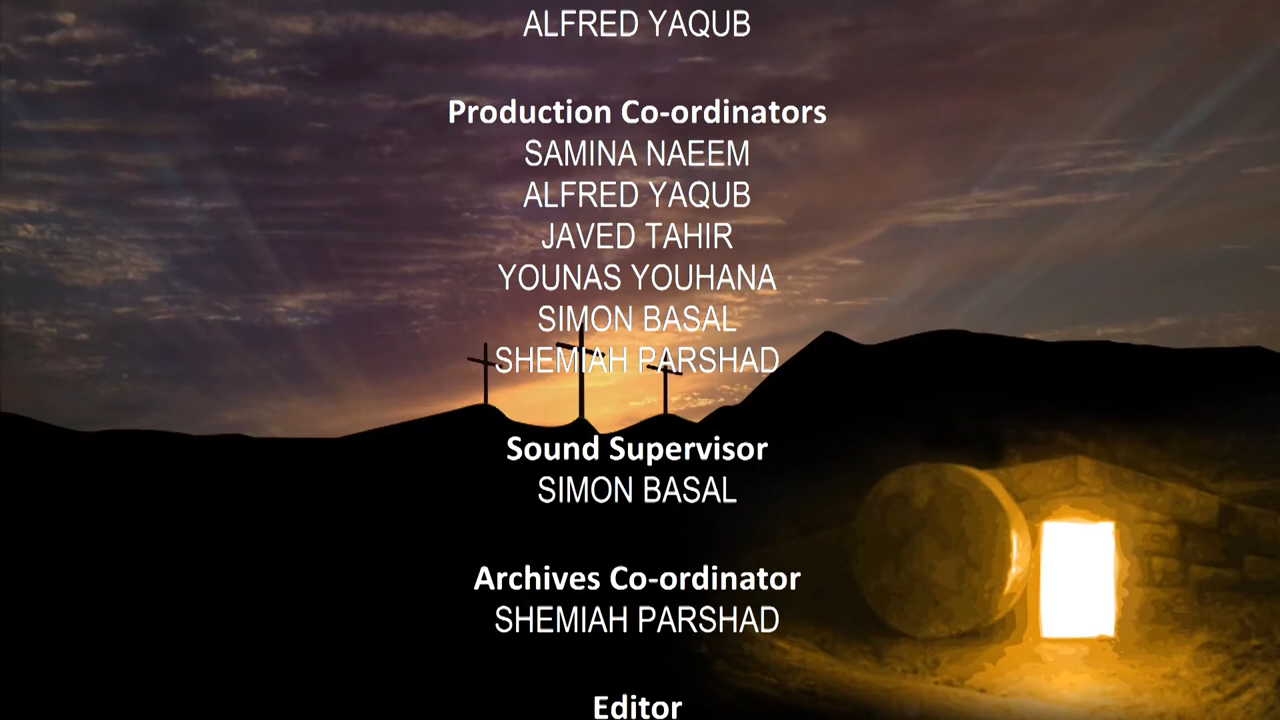 ALFRED YAQUB
Production Co-ordinators
SAMINA NAEEM
ALFRED YAQUB
JAVED TAHIR
YOUNAS YOUHANA
SIMON BASAL
SHEMIAH PARSHAD
Sound Supervisor
SIMON BASAL
Archives Co-ordinator
SHEMIAH PARSHAD
Editor